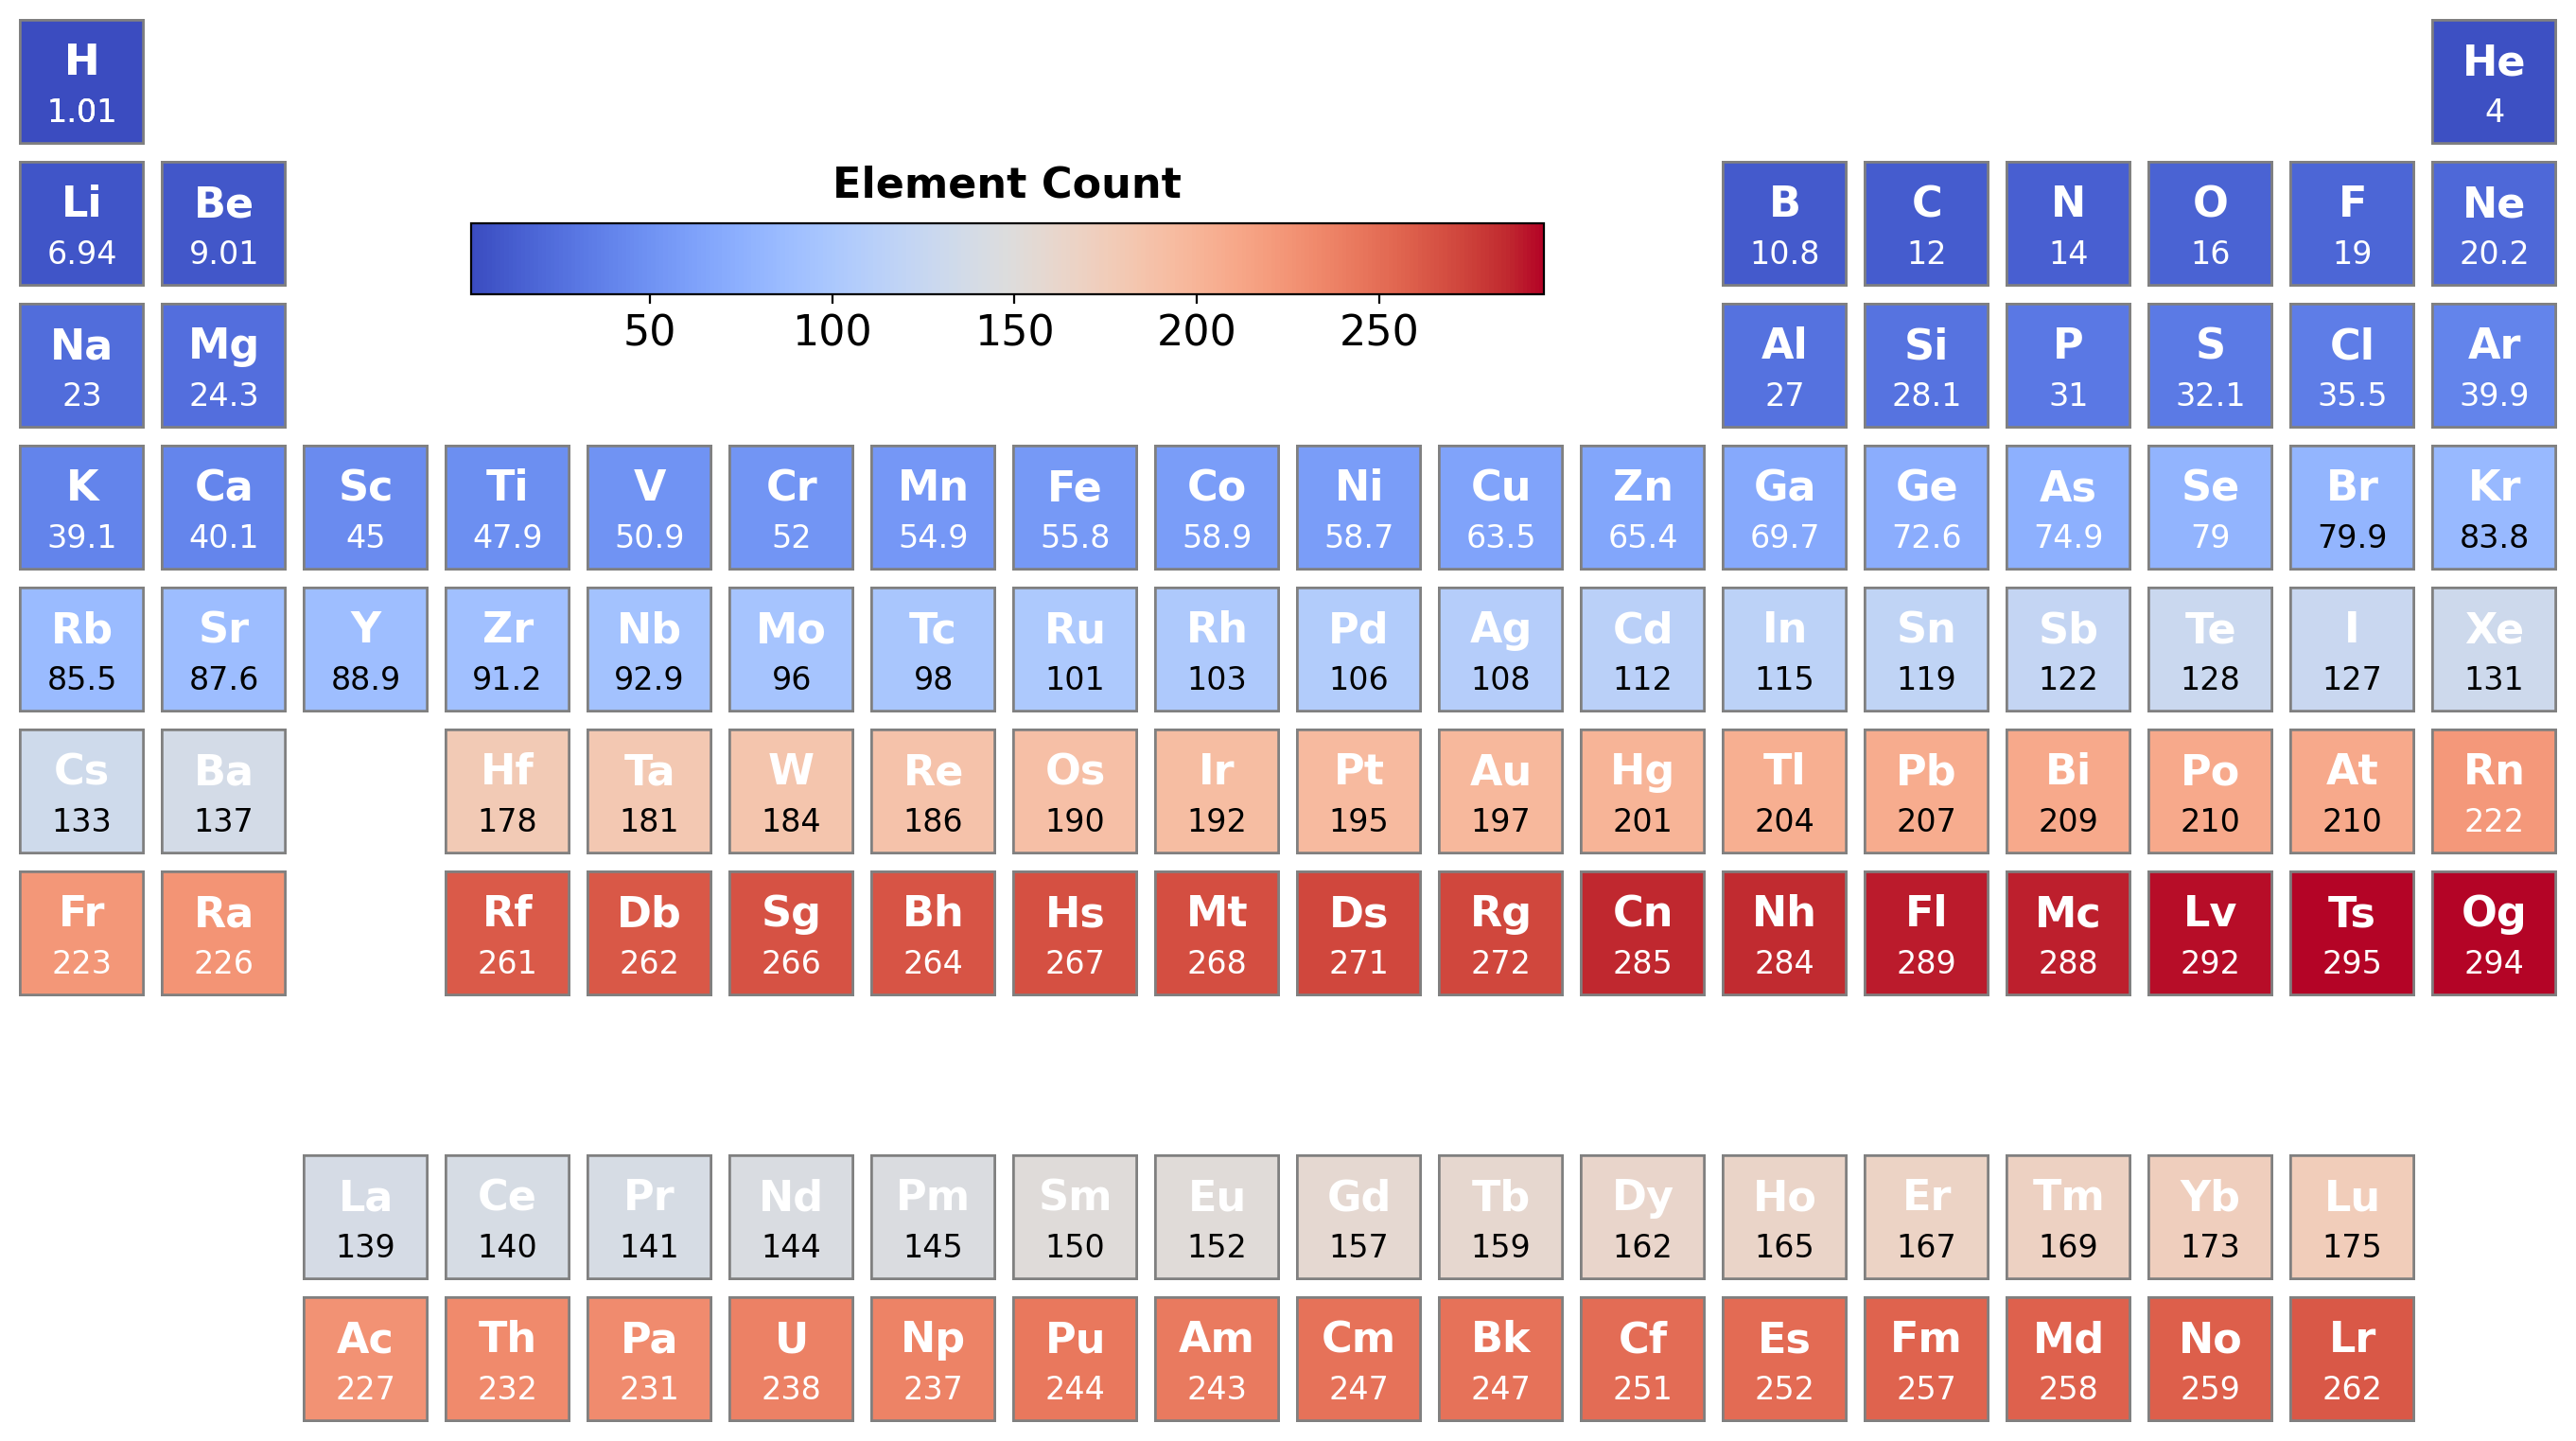 H He
1.01 4
Li Be Element Count B C N O F Ne
6.94 9.01 10.8 12 14 16 19 20.2
50 100 150 200 250
Na Mg Al Si P S Cl Ar
23 24.3 27 28.1 31 32.1 35.5 39.9
K Ca Sc Ti V Cr Mn Fe Co Ni Cu Zn Ga Ge As Se Br Kr
39.1 40.1 45 47.9 50.9 52 54.9 55.8 58.9 58.7 63.5 65.4 69.7 72.6 74.9 79 79.9 83.8
Rb Sr Y Zr Nb Mo Tc Ru Rh Pd Ag Cd In Sn Sb Te I Xe
85.5 87.6 88.9 91.2 92.9 96 98 101 103 106 108 112 115 119 122 128 127 131
Cs Ba Hf Ta W Re Os Ir Pt Au Hg Tl Pb Bi Po At Rn
133 137 178 181 184 186 190 192 195 197 201 204 207 209 210 210 222
Fr Ra Rf Db Sg Bh Hs Mt Ds Rg Cn Nh Fl Mc Lv Ts Og
223 226 261 262 266 264 267 268 271 272 285 284 289 288 292 295 294
La Ce Pr Nd Pm Sm Eu Gd Tb Dy Ho Er Tm Yb Lu
139 140 141 144 145 150 152 157 159 162 165 167 169 173 175
Ac Th Pa U Np Pu Am Cm Bk Cf Es Fm Md No Lr
227 232 231 238 237 244 243 247 247 251 252 257 258 259 262